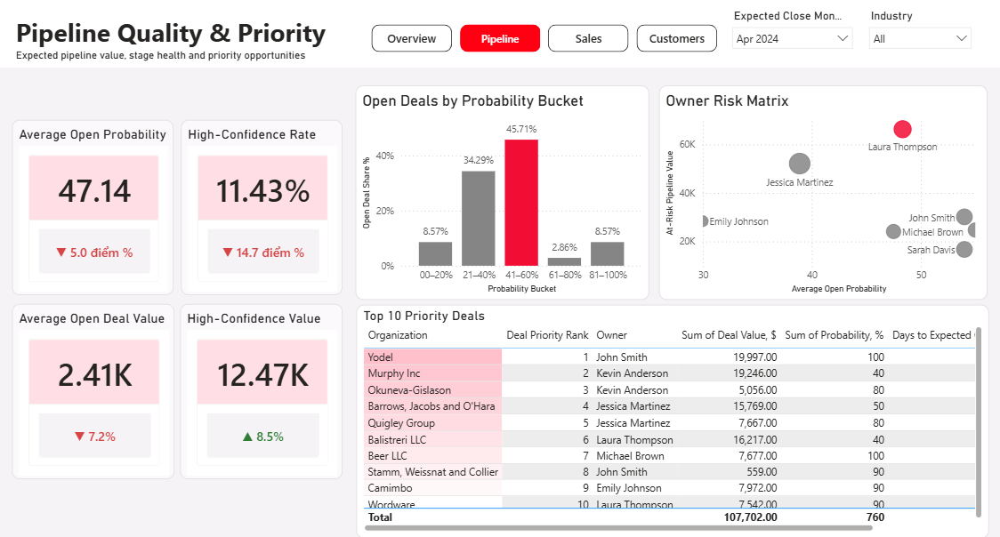 Pipeline Quality & Priority
Expected pipeline value, stage health and priority opportunities
Overview
Pipeline
Sales
Customers
Expected Close Mon...
Apr 2024
Industry
All
Average Open Probability
47.14
▼ 5.0 điểm %
High-Confidence Rate
11.43%
▼ 14.7 điểm %
Average Open Deal Value
2.41K
▼ 7.2%
High-Confidence Value
12.47K
▲ 8.5%
Open Deals by Probability Bucket
Open Deal Share %
40%
20%
0%
8.57%
34.29%
45.71%
2.86%
8.57%
00–20% 21–40% 41–60% 61–80% 81–100%
Probability Bucket
Owner Risk Matrix
At-Risk Pipeline Value
60K
40K
20K
Laura Thompson
Jessica Martinez
Emily Johnson
John Smith
Michael Brown
Sarah Davis
30 40 50
Average Open Probability
Top 10 Priority Deals
Organization Deal Priority Rank Owner Sum of Deal Value, $ Sum of Probability, % Days to Expected
Yodel 1 John Smith 19,997.00 100
Murphy Inc 2 Kevin Anderson 19,246.00 40
Okuneva-Gislason 3 Kevin Anderson 5,056.00 80
Barrows, Jacobs and O'Hara 4 Jessica Martinez 15,769.00 50
Quigley Group 5 Jessica Martinez 7,667.00 80
Balistreri LLC 6 Laura Thompson 16,217.00 40
Beer LLC 7 Michael Brown 7,677.00 100
Stamm, Weissnat and Collier 8 John Smith 559.00 90
Camimbo 9 Emily Johnson 7,972.00 90
Wordware 10 Laura Thompson 7,542.00 90
Total 107,702.00 760